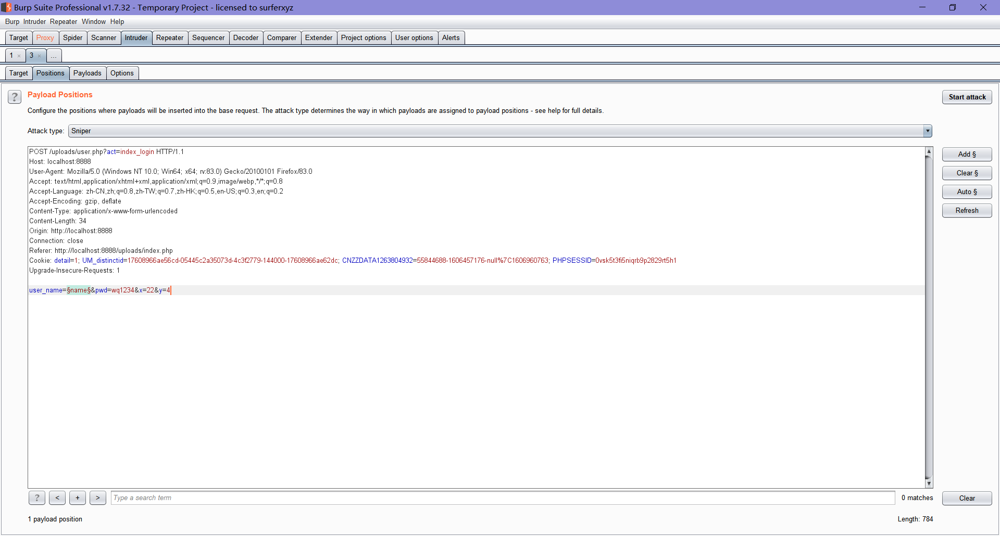 Burp Suite Professional v1.7.32 - Temporary Project - licensed to surferxyz
Burp Intruder Repeater Window Help
Target Proxy Spider Scanner Intruder Repeater Sequencer Decoder Comparer Extender Project options User options Alerts
1 × 3 × ...
Target Positions Payloads Options
? Payload Positions
Start attack
Configure the positions where payloads will be inserted into the base request. The attack type determines the way in which payloads are assigned to payload positions - see help for full details.
Attack type: Sniper
POST /uploads/user.php?act=index_login HTTP/1.1
Host: localhost:8888
User-Agent: Mozilla/5.0 (Windows NT 10.0; Win64; x64; rv:83.0) Gecko/20100101 Firefox/83.0
Accept: text/html,application/xhtml+xml,application/xml;q=0.9,image/webp,*/*;q=0.8
Accept-Language: zh-CN,zh;q=0.8,zh-TW;q=0.7,zh-HK;q=0.5,en-US;q=0.3,en;q=0.2
Accept-Encoding: gzip, deflate
Content-Type: application/x-www-form-urlencoded
Content-Length: 34
Origin: http://localhost:8888
Connection: close
Referer: http://localhost:8888/uploads/index.php
Cookie: detail=1; UM_distinctid=17608966ae56cd-05445c2a35073d-4c3f2779-144000-17608966ae62dc; CNZZDATA1263804932=55844688-1606457176-null%7C1606960763; PHPSESSID=0vsk5t3fi5niqrb9p2829rt5h1
Upgrade-Insecure-Requests: 1
user_name=§name§&pwd=wq1234&x=22&y=4
Add §
Clear §
Auto §
Refresh
? < + > Type a search term 0 matches Clear
1 payload position Length: 784